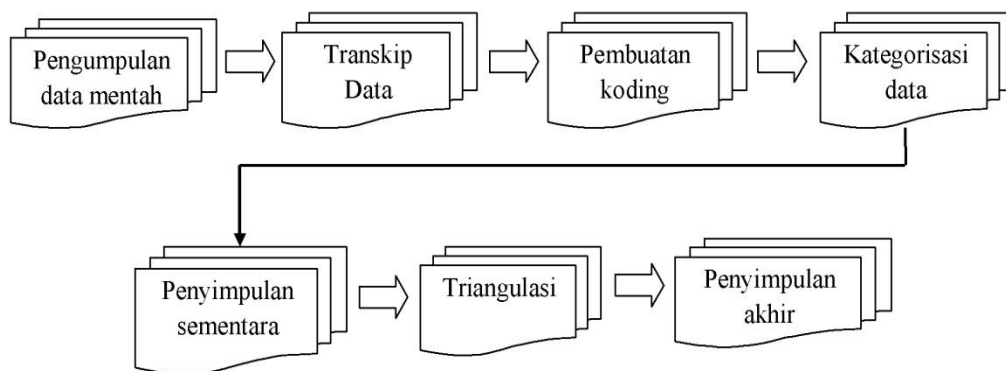 Pengumpulan
data mentah
Transkip
Data
Pembuatan
koding
Kategorisasi
data
Penyimpulan
sementara
Triangulasi
Penyimpulan
akhir